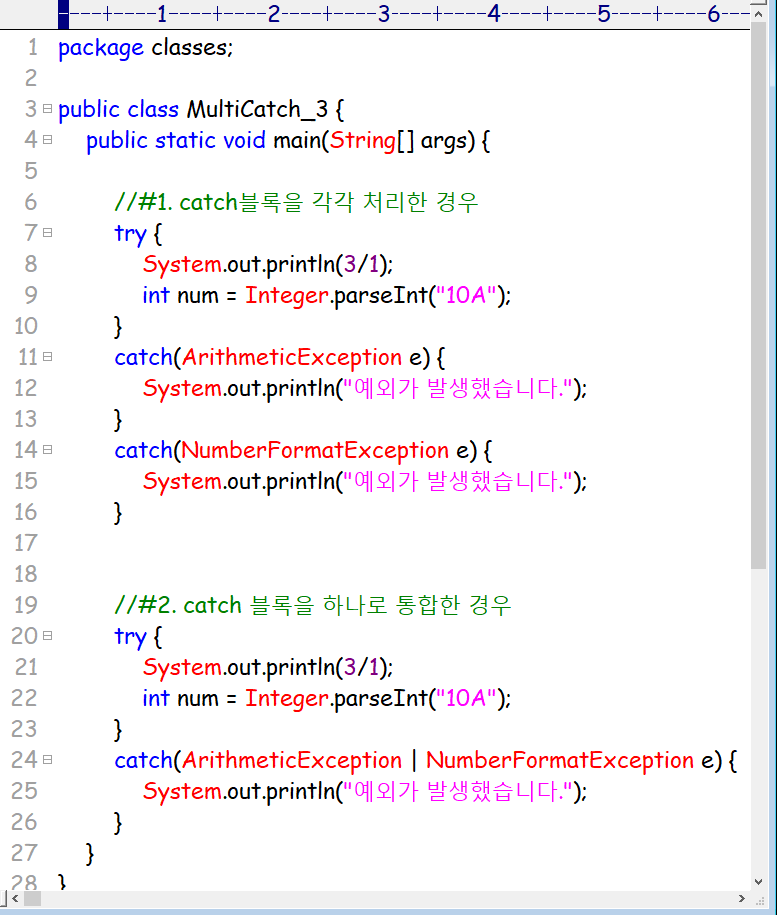 ----+----1----+----2----+----3----+----4----+----5----+----6----
1 package classes;
2
3 public class MultiCatch_3 {
4 public static void main(String[] args) {
5
6 //#1. catch블록을 각각 처리한 경우
7 try {
8 System.out.println(3/1);
9 int num = Integer.parseInt("10A");
10 }
11 catch(ArithmeticException e) {
12 System.out.println("예외가 발생했습니다.");
13 }
14 catch(NumberFormatException e) {
15 System.out.println("예외가 발생했습니다.");
16 }
17
18
19 //#2. catch 블록을 하나로 통합한 경우
20 try {
21 System.out.println(3/1);
22 int num = Integer.parseInt("10A");
23 }
24 catch(ArithmeticException | NumberFormatException e) {
25 System.out.println("예외가 발생했습니다.");
26 }
27 }
28 }